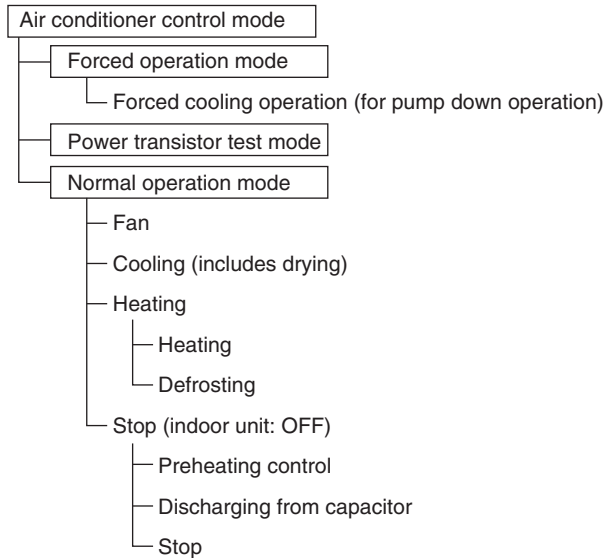 Air conditioner control mode
Forced operation mode
Forced cooling operation (for pump down operation)
Power transistor test mode
Normal operation mode
Fan
Cooling (includes drying)
Heating
Heating
Defrosting
Stop (indoor unit: OFF)
Preheating control
Discharging from capacitor
Stop